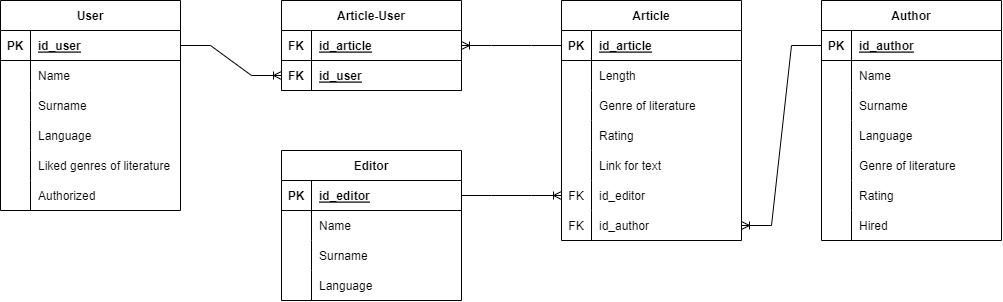 User
PK id_user
Name
Surname
Language
Liked genres of literature
Authorized
Article-User
FK id_article
FK id_user
Editor
PK id_editor
Name
Surname
Language
Article
PK id_article
Length
Genre of literature
Rating
Link for text
FK id_editor
FK id_author
Author
PK id_author
Name
Surname
Language
Genre of literature
Rating
Hired